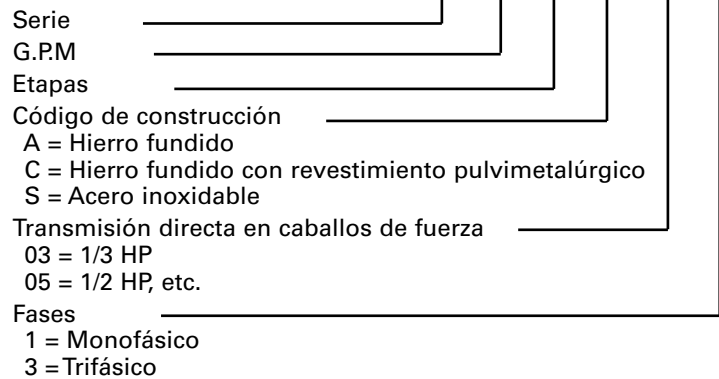 Serie
G.P.M
Etapas
Código de construcción
A = Hierro fundido
C = Hierro fundido con revestimiento pulvimetalúrgico
S = Acero inoxidable
Transmisión directa en caballos de fuerza
03 = 1/3 HP
05 = 1/2 HP, etc.
Fases
1 = Monofásico
3 = Trifásico